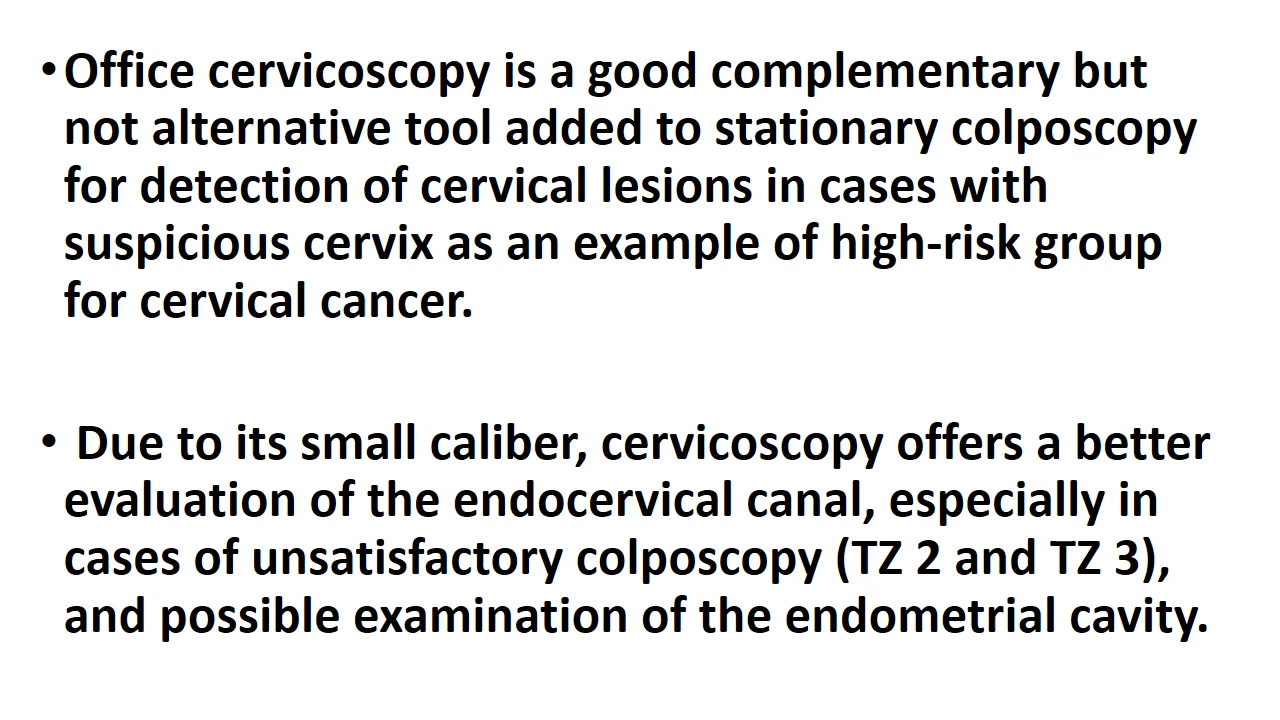 • Office cervicoscopy is a good complementary but
not alternative tool added to stationary colposcopy
for detection of cervical lesions in cases with
suspicious cervix as an example of high-risk group
for cervical cancer.
• Due to its small caliber, cervicoscopy offers a better
evaluation of the endocervical canal, especially in
cases of unsatisfactory colposcopy (TZ 2 and TZ 3),
and possible examination of the endometrial cavity.